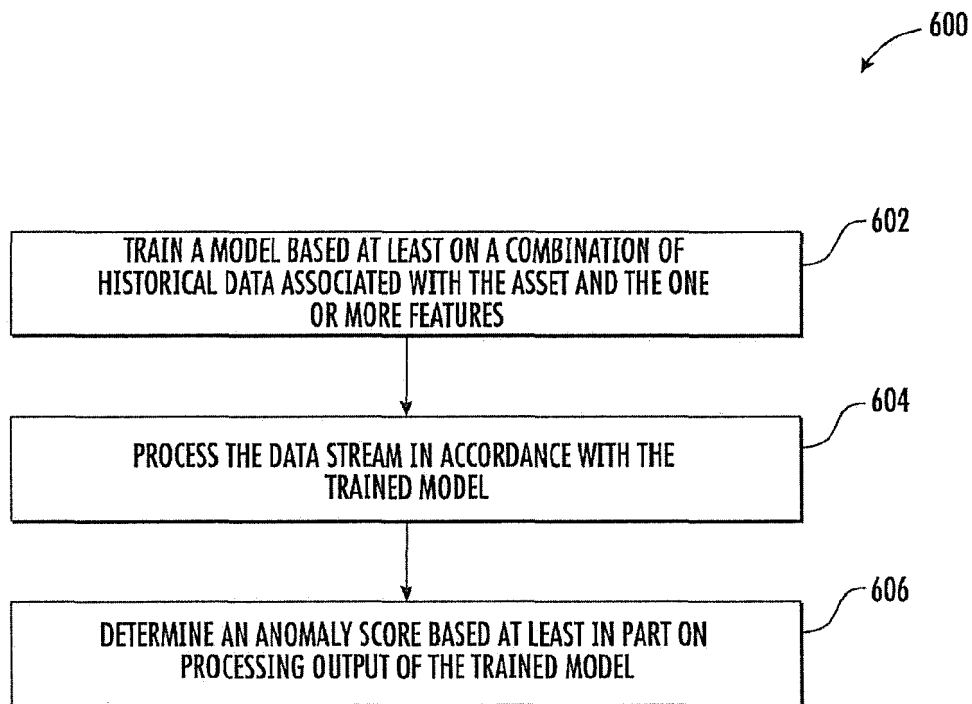 600
602
TRAIN A MODEL BASED AT LEAST ON A COMBINATION OF
HISTORICAL DATA ASSOCIATED WITH THE ASSET AND THE ONE
OR MORE FEATURES
604
PROCESS THE DATA STREAM IN ACCORDANCE WITH THE
TRAINED MODEL
606
DETERMINE AN ANOMALY SCORE BASED AT LEAST IN PART ON
PROCESSING OUTPUT OF THE TRAINED MODEL